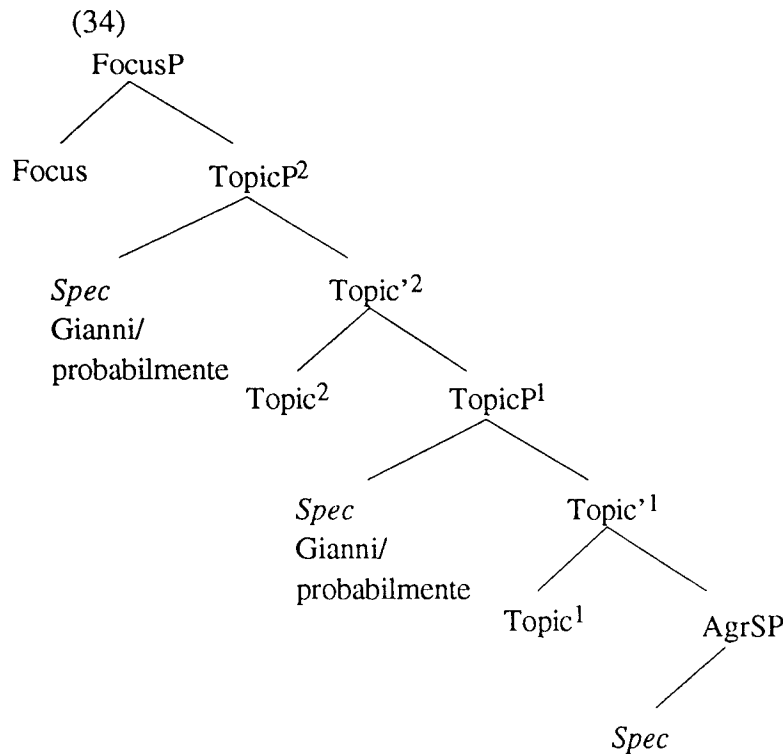 (34)
FocusP
Focus TopicP²
Spec Topic’²
Gianni/
probabilmente
Topic² TopicP¹
Spec Topic’¹
Gianni/
probabilmente
Topic¹ AgrSP
Spec